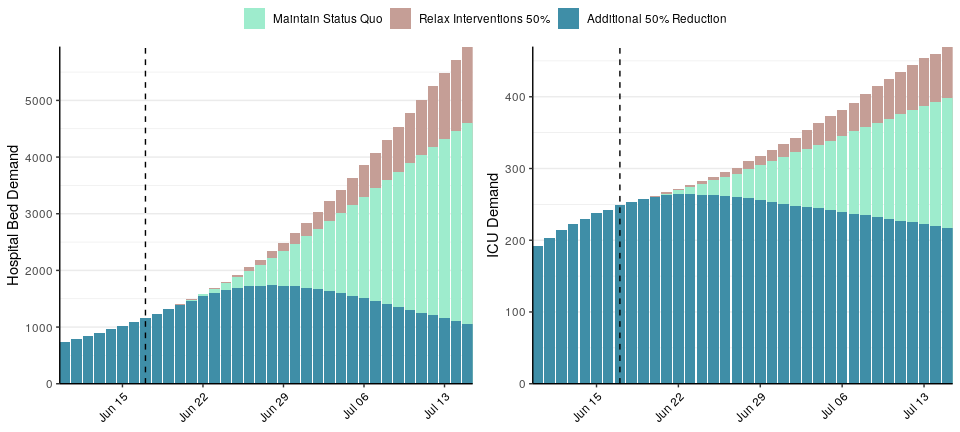 Maintain Status Quo Relax Interventions 50% Additional 50% Reduction
Hospital Bed Demand
5000
4000
3000
2000
1000
0
Jun 15 Jun 22 Jun 29 Jul 06 Jul 13
ICU Demand
400
300
200
100
0
Jun 15 Jun 22 Jun 29 Jul 06 Jul 13